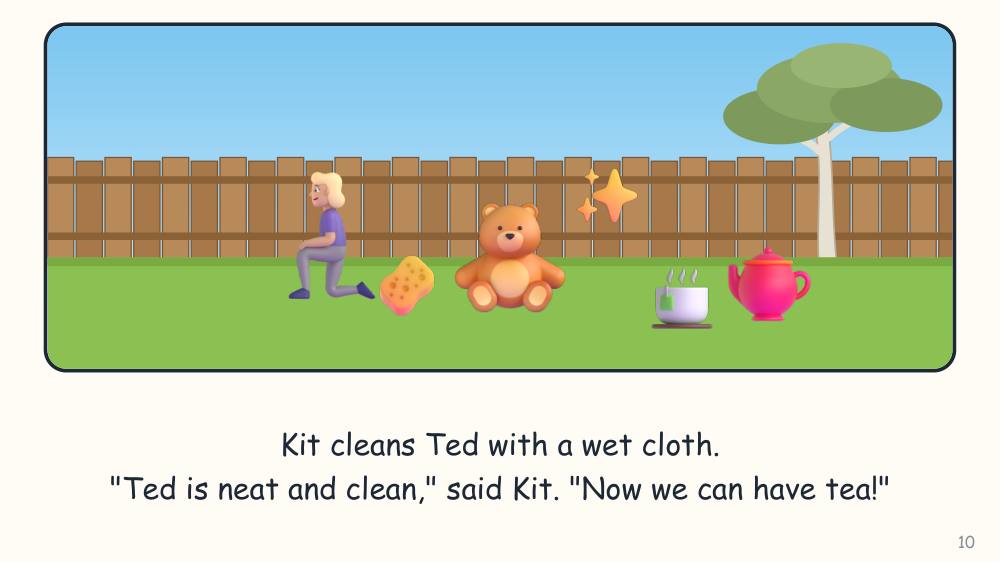 Kit cleans Ted with a wet cloth.
"Ted is neat and clean," said Kit. "Now we can have tea!"
10